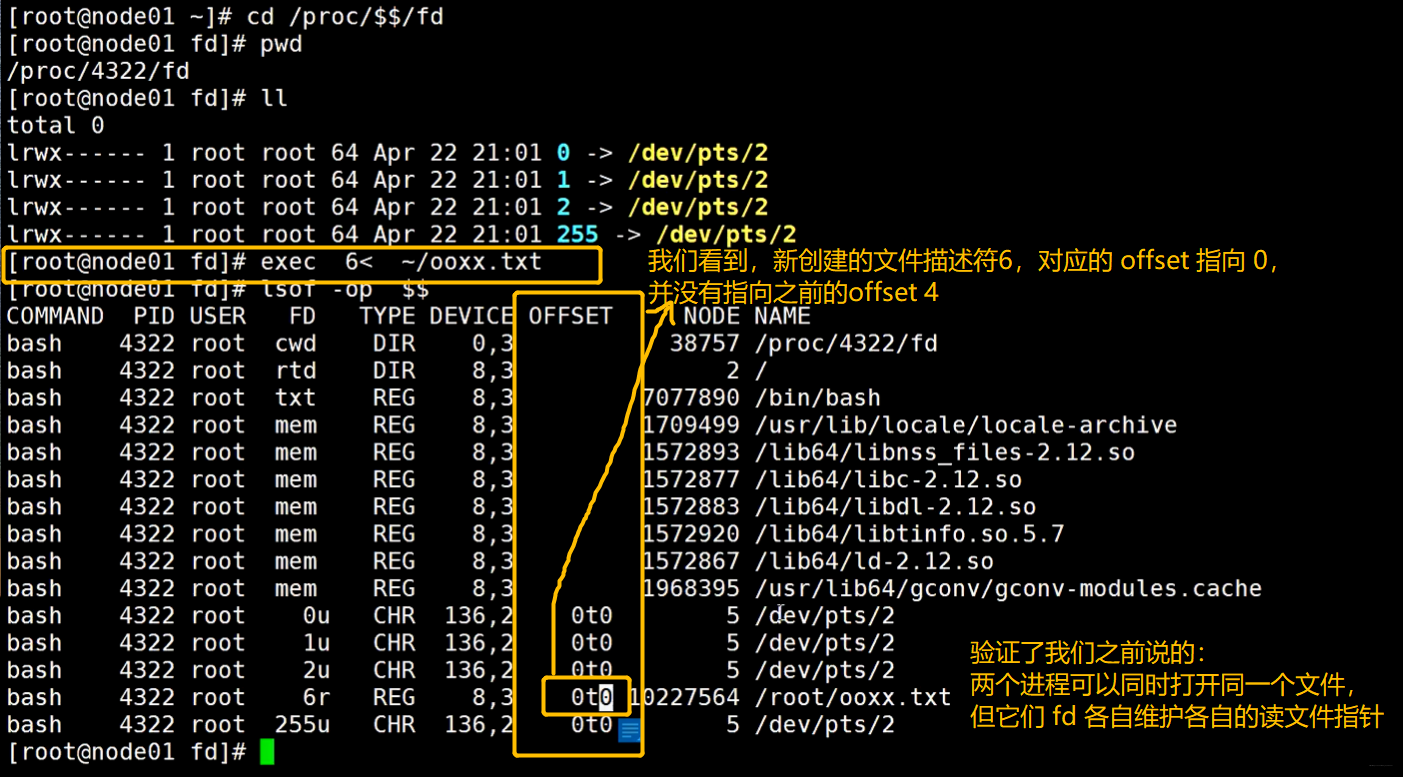 [root@node01 ~]# cd /proc/$$/fd
[root@node01 fd]# pwd
/proc/4322/fd
[root@node01 fd]# ll
total 0
lrwx------ 1 root root 64 Apr 22 21:01 0 -> /dev/pts/2
lrwx------ 1 root root 64 Apr 22 21:01 1 -> /dev/pts/2
lrwx------ 1 root root 64 Apr 22 21:01 2 -> /dev/pts/2
lrwx------ 1 root root 64 Apr 22 21:01 255 -> /dev/pts/2
[root@node01 fd]# exec  6<  ~/ooxx.txt
我们看到，新创建的文件描述符6，对应的 offset 指向 0，
并没有指向之前的offset 4
[root@node01 fd]# lsof -op  $$
COMMAND  PID USER   FD   TYPE DEVICE OFFSET     NODE NAME
bash    4322 root  cwd    DIR    0,3           38757 /proc/4322/fd
bash    4322 root  rtd    DIR    8,3               2 /
bash    4322 root  txt    REG    8,3         7077890 /bin/bash
bash    4322 root  mem    REG    8,3         1709499 /usr/lib/locale/locale-archive
bash    4322 root  mem    REG    8,3         1572893 /lib64/libnss_files-2.12.so
bash    4322 root  mem    REG    8,3         1572877 /lib64/libc-2.12.so
bash    4322 root  mem    REG    8,3         1572883 /lib64/libdl-2.12.so
bash    4322 root  mem    REG    8,3         1572920 /lib64/libtinfo.so.5.7
bash    4322 root  mem    REG    8,3         1572867 /lib64/ld-2.12.so
bash    4322 root  mem    REG    8,3         1968395 /usr/lib64/gconv/gconv-modules.cache
bash    4322 root    0u   CHR  136,2    0t0        5 /dev/pts/2
bash    4322 root    1u   CHR  136,2    0t0        5 /dev/pts/2
bash    4322 root    2u   CHR  136,2    0t0        5 /dev/pts/2
bash    4322 root    6r   REG    8,3    0t0 10227564 /root/ooxx.txt
bash    4322 root  255u   CHR  136,2    0t0        5 /dev/pts/2
[root@node01 fd]#
验证了我们之前说的：
两个进程可以同时打开同一个文件，
但它们 fd 各自维护各自的读文件指针